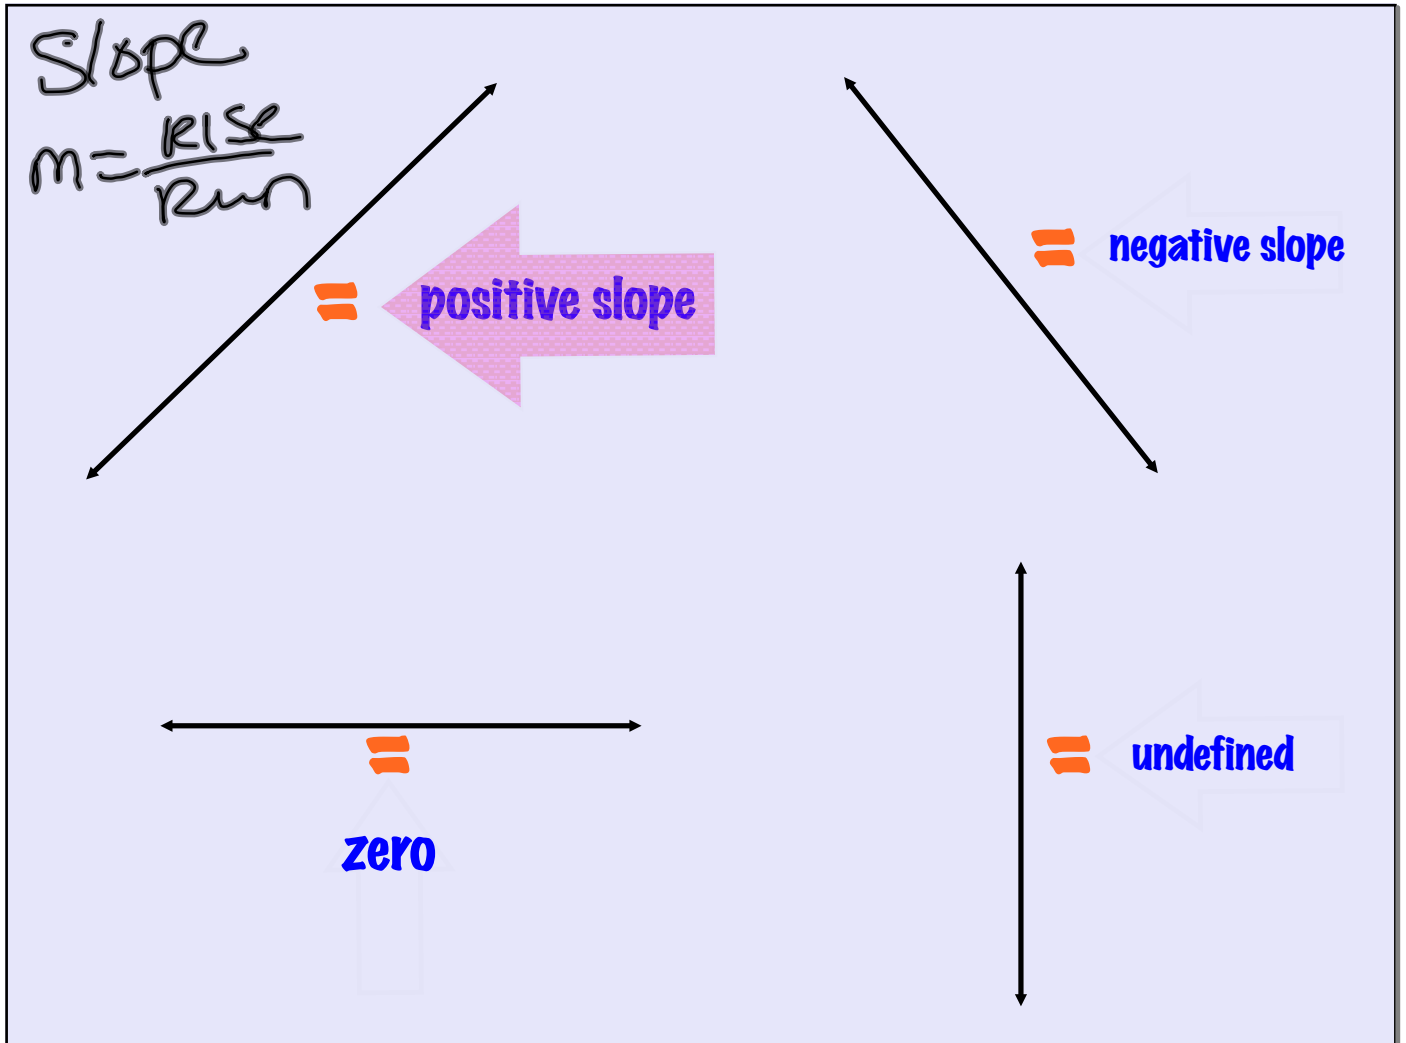 Slope
m = Rise
Run
= positive slope
= negative slope
=
zero
= undefined